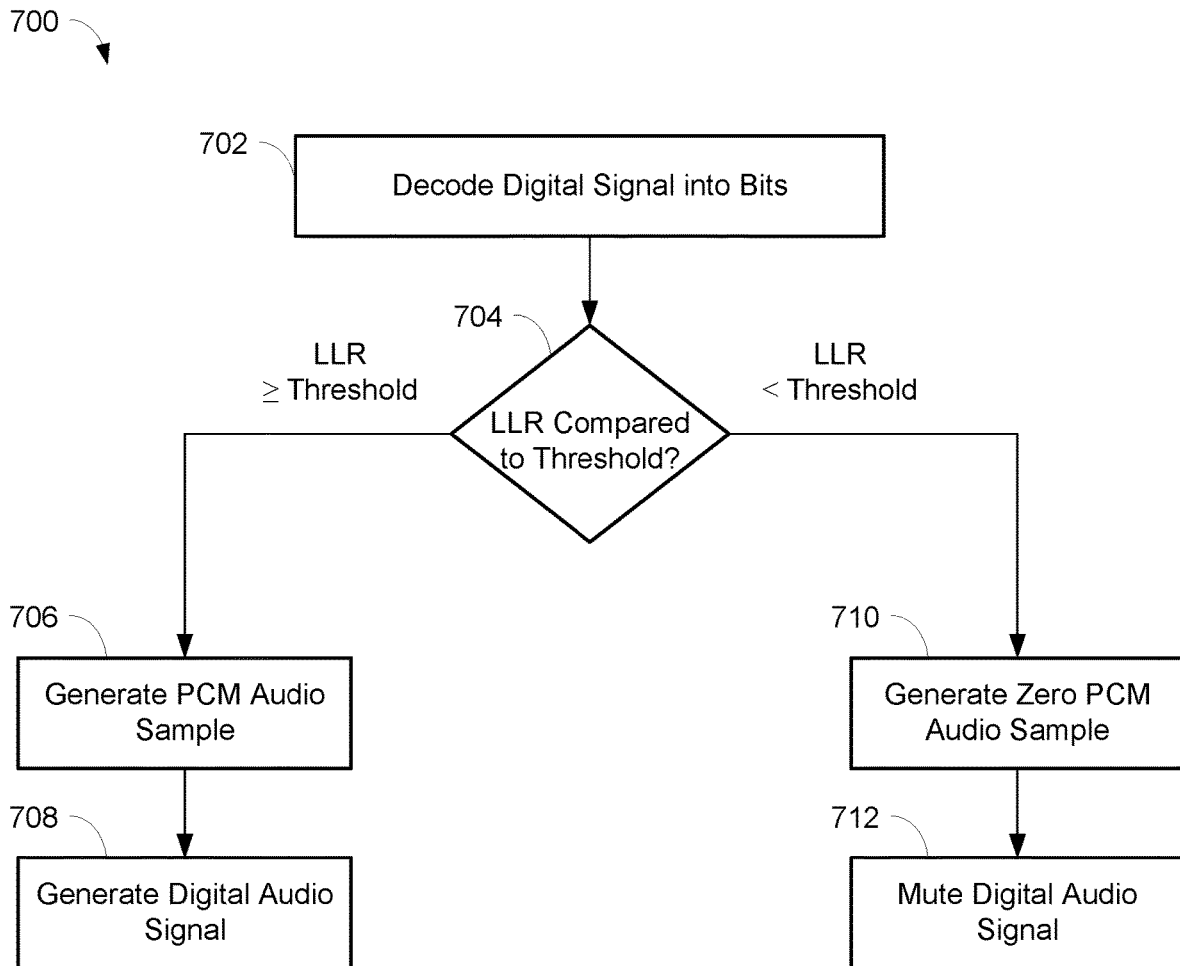 700
702
Decode Digital Signal into Bits
704
LLR
≥ Threshold
LLR
< Threshold
LLR Compared
to Threshold?
706
Generate PCM Audio
Sample
710
Generate Zero PCM
Audio Sample
708
Generate Digital Audio
Signal
712
Mute Digital Audio
Signal